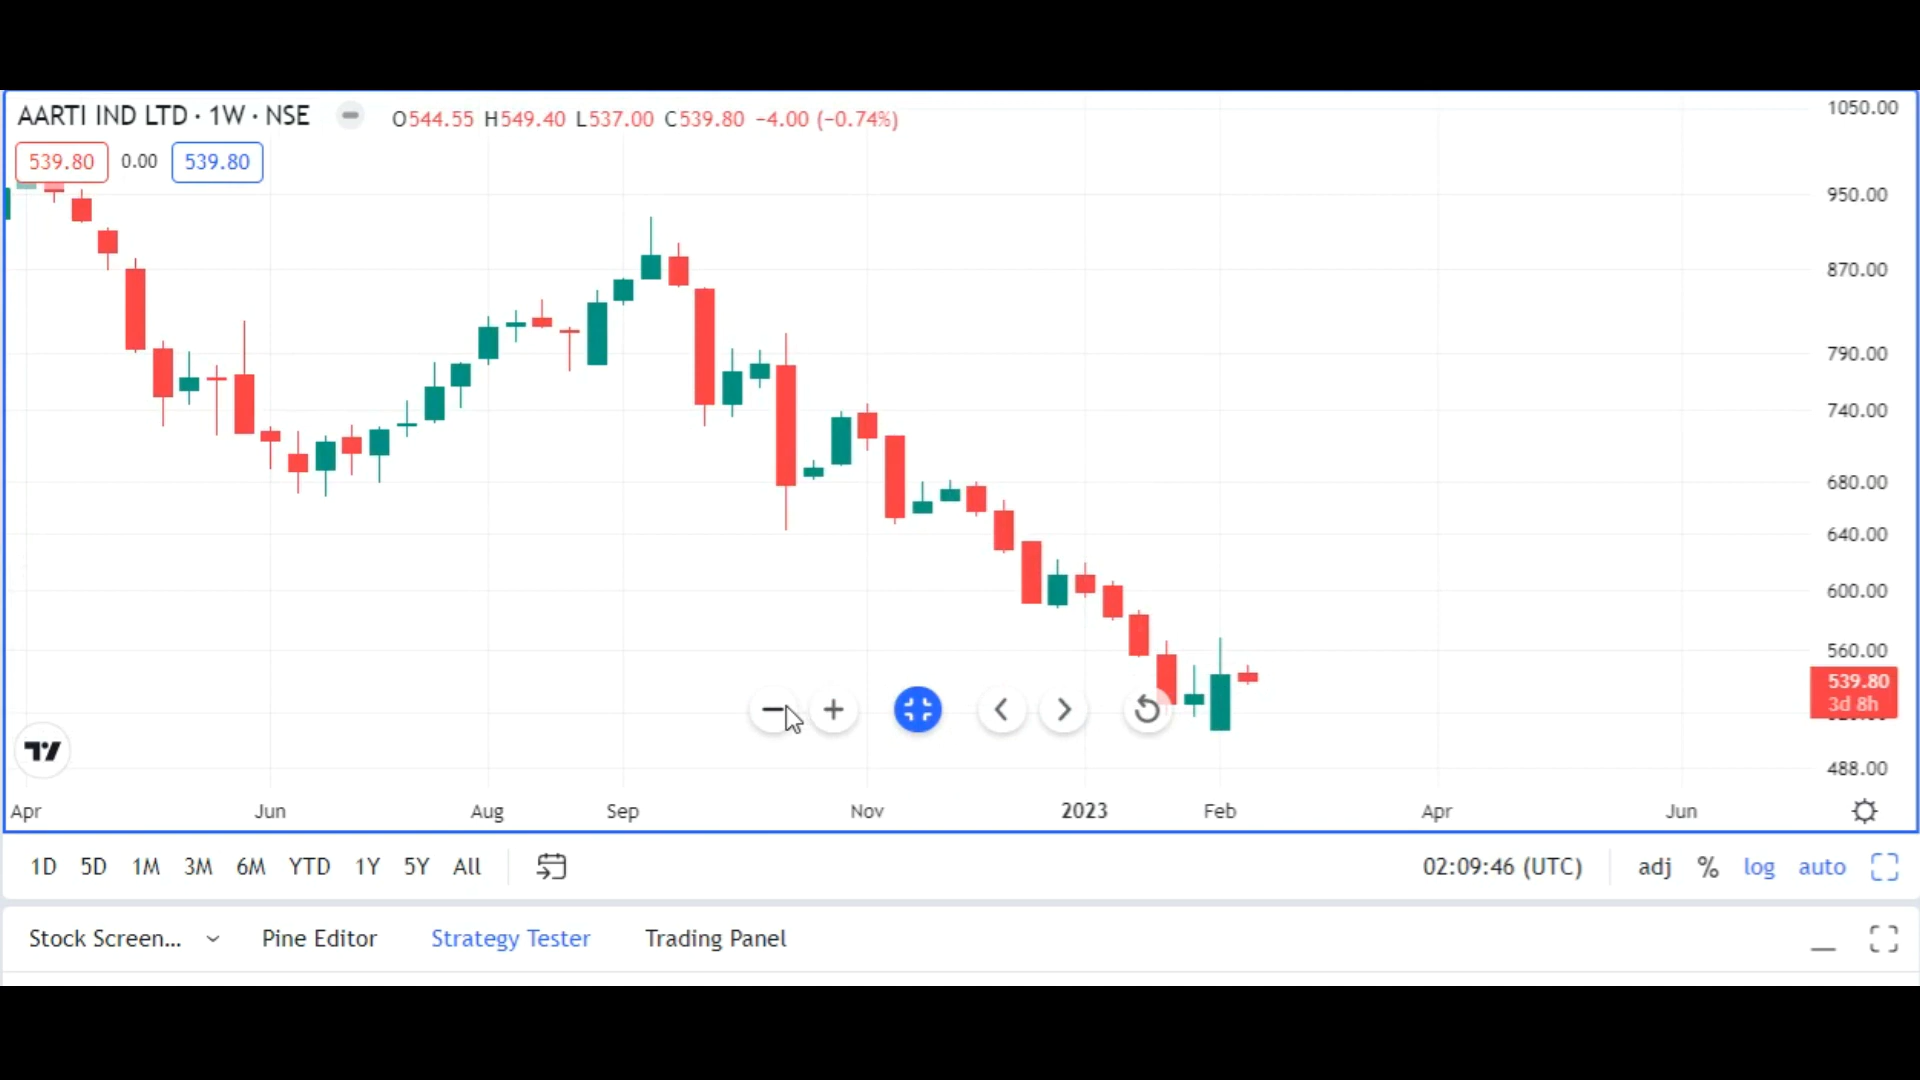 AARTI IND LTD · 1W · NSE O544.55 H549.40 L537.00 C539.80 −4.00 (−0.74%)
539.80 0.00 539.80
1050.00
950.00
870.00
790.00
740.00
680.00
640.00
600.00
560.00
539.80
3d 8h
488.00
Apr Jun Aug Sep Nov 2023 Feb Apr Jun
1D 5D 1M 3M 6M YTD 1Y 5Y All 02:09:46 (UTC) adj % log auto
Stock Screen... Pine Editor Strategy Tester Trading Panel